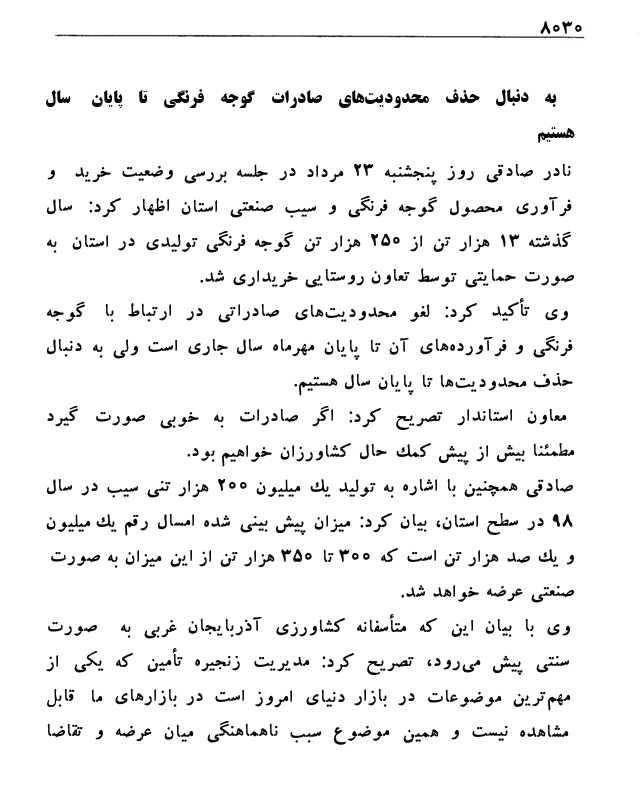 ۸۰۳۰
به دنبال حذف محدودیت‌های صادرات گوجه فرنگی تا پایان سال
هستیم
نادر صادقی روز پنجشنبه ۲۳ مرداد در جلسه بررسی وضعیت خرید و
فرآوری محصول گوجه فرنگی و سیب صنعتی استان اظهار کرد: سال
گذشته ۱۳ هزار تن از ۲۵۰ هزار تن گوجه فرنگی تولیدی در استان به
صورت حمایتی توسط تعاون روستایی خریداری شد.
وی تأکید کرد: لغو محدودیت‌های صادراتی در ارتباط با گوجه
فرنگی و فرآورده‌های آن تا پایان مهرماه سال جاری است ولی به دنبال
حذف محدودیت‌ها تا پایان سال هستیم.
معاون استاندار تصریح کرد: اگر صادرات به خوبی صورت گیرد
مطمئنا بیش از پیش کمك حال کشاورزان خواهیم بود.
صادقی همچنین با اشاره به تولید يك میلیون ۲۰۰ هزار تنی سیب در سال
۹۸ در سطح استان، بیان کرد: میزان پیش بینی شده امسال رقم يك میلیون
و يك صد هزار تن است که ۳۰۰ تا ۳۵۰ هزار تن از این میزان به صورت
صنعتی عرضه خواهد شد.
وی با بیان این که متأسفانه کشاورزی آذربایجان غربی به صورت
سنتی پیش می‌رود، تصریح کرد: مدیریت زنجیره تأمین که یکی از
مهم‌ترین موضوعات در بازار دنیای امروز است در بازارهای ما قابل
مشاهده نیست و همین موضوع سبب ناهماهنگی میان عرضه و تقاضا